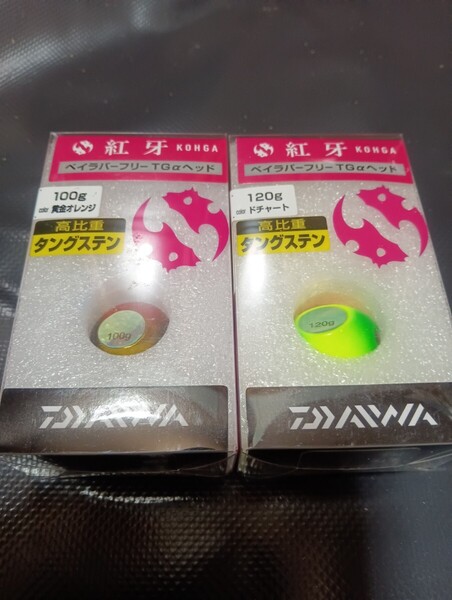 紅牙 KOHGA
ベイラバーフリーTGαヘッド
100g
黄金オレンジ
高比重
タングステン
100g
DAIWA
紅牙 KOHGA
ベイラバーフリーTGαヘッド
120g
ドチャート
高比重
タングステン
120g
DAIWA